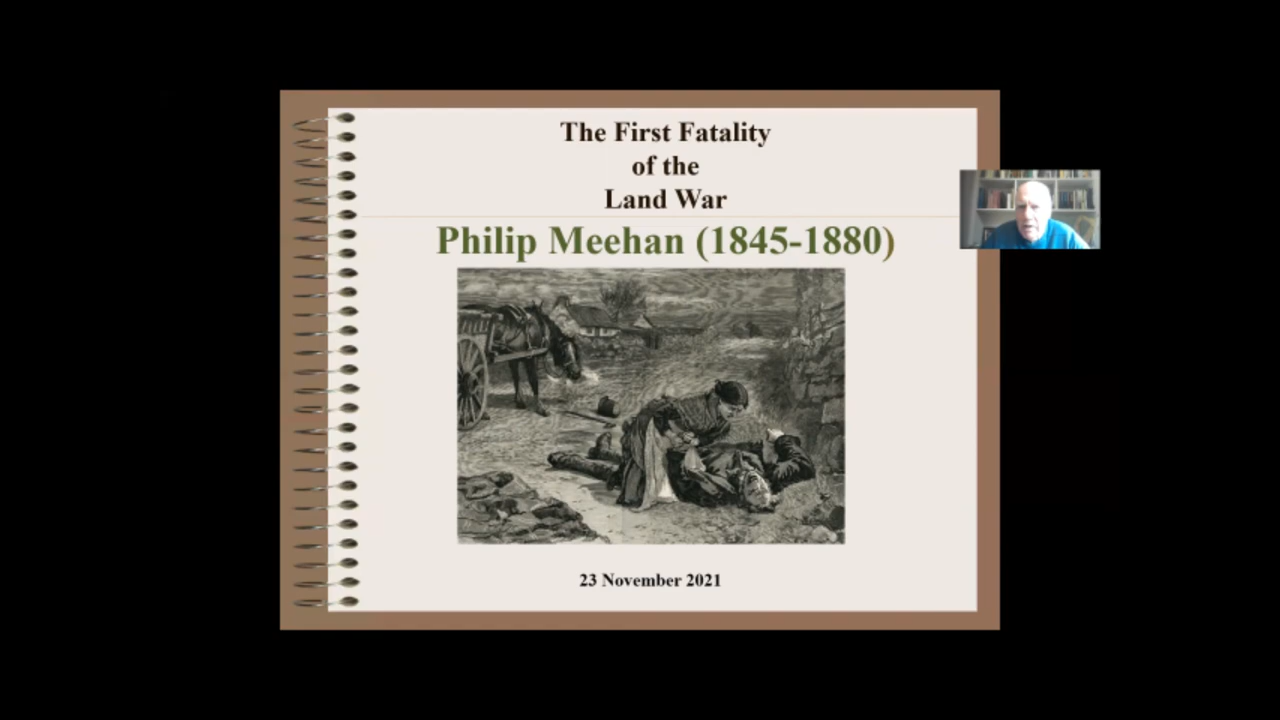 The First Fatality
of the
Land War
Philip Meehan (1845-1880)
23 November 2021